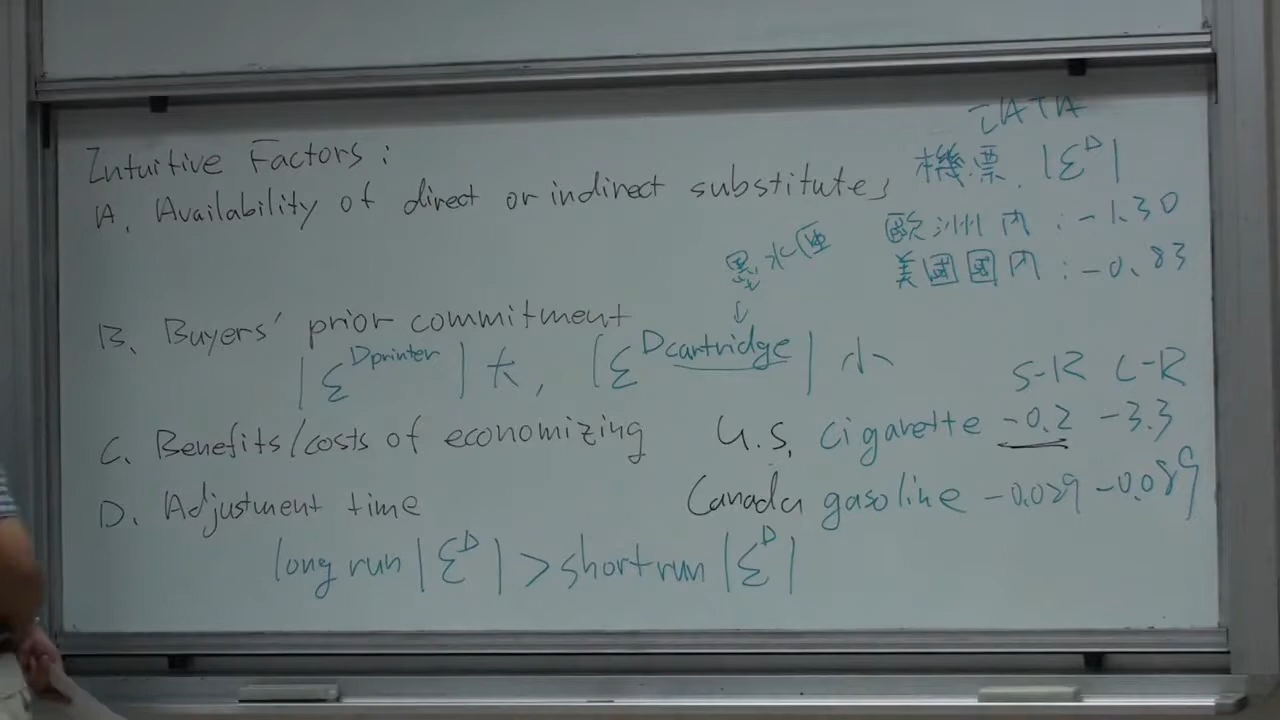 Intuitive Factors:
A. Availability of direct or indirect substitutes
IATA
機票. |ε^D|
歐洲內: -1.30
美國國內: -0.83
墨水匣
↓
B. Buyers' prior commitment
|ε^Dprinter| 大, |ε^Dcartridge| 小
S-R L-R
C. Benefits/costs of economizing
U.S. cigarette -0.2 -3.3
D. Adjustment time
Canada gasoline -0.029 -0.089
long run |ε^D| > short run |ε^D|